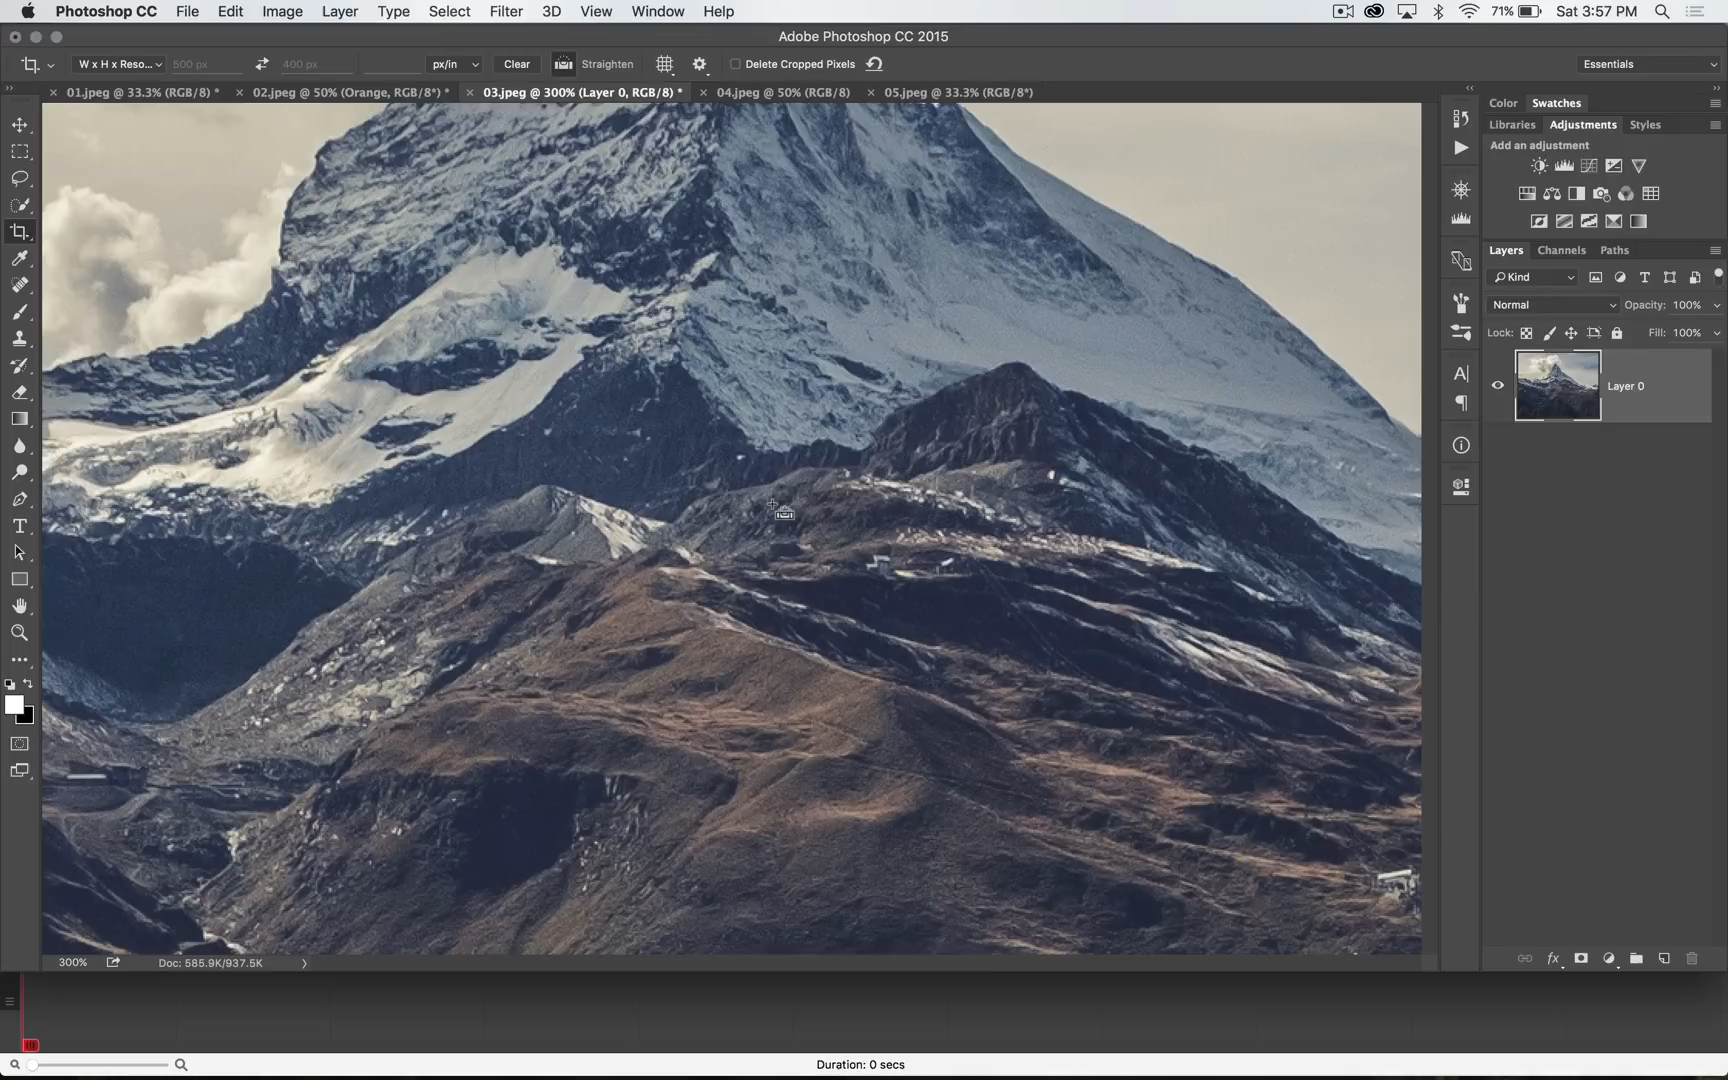 Photoshop CC File Edit Image Layer Type Select Filter 3D View Window Help 71% Sat 3:57 PM
Adobe Photoshop CC 2015
W x H x Reso... 500 px 400 px px/in Clear Straighten Delete Cropped Pixels Essentials
01.jpeg @ 33.3% (RGB/8) * 02.jpeg @ 50% (Orange, RGB/8*) * 03.jpeg @ 300% (Layer 0, RGB/8) * 04.jpeg @ 50% (RGB/8) 05.jpeg @ 33.3% (RGB/8*)
Color Swatches
Libraries Adjustments Styles
Add an adjustment
Layers Channels Paths
Kind
Normal Opacity: 100%
Lock: Fill: 100%
Layer 0
300% Doc: 585.9K/937.5K
Duration: 0 secs